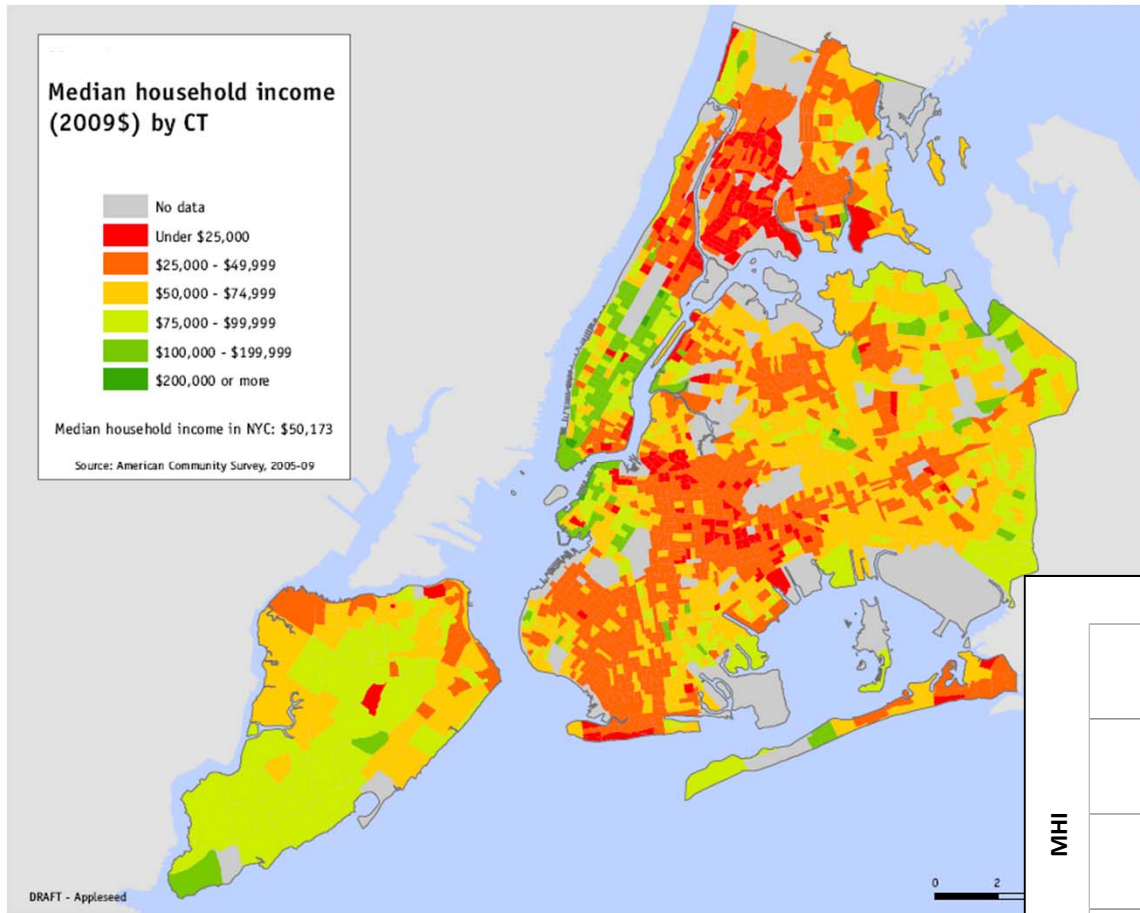 Median household income
(2009$) by CT
No data
Under $25,000
$25,000 - $49,999
$50,000 - $74,999
$75,000 - $99,999
$100,000 - $199,999
$200,000 or more
Median household income in NYC: $50,173
Source: American Community Survey, 2005-09
DRAFT - Appleseed
0 2
MHI